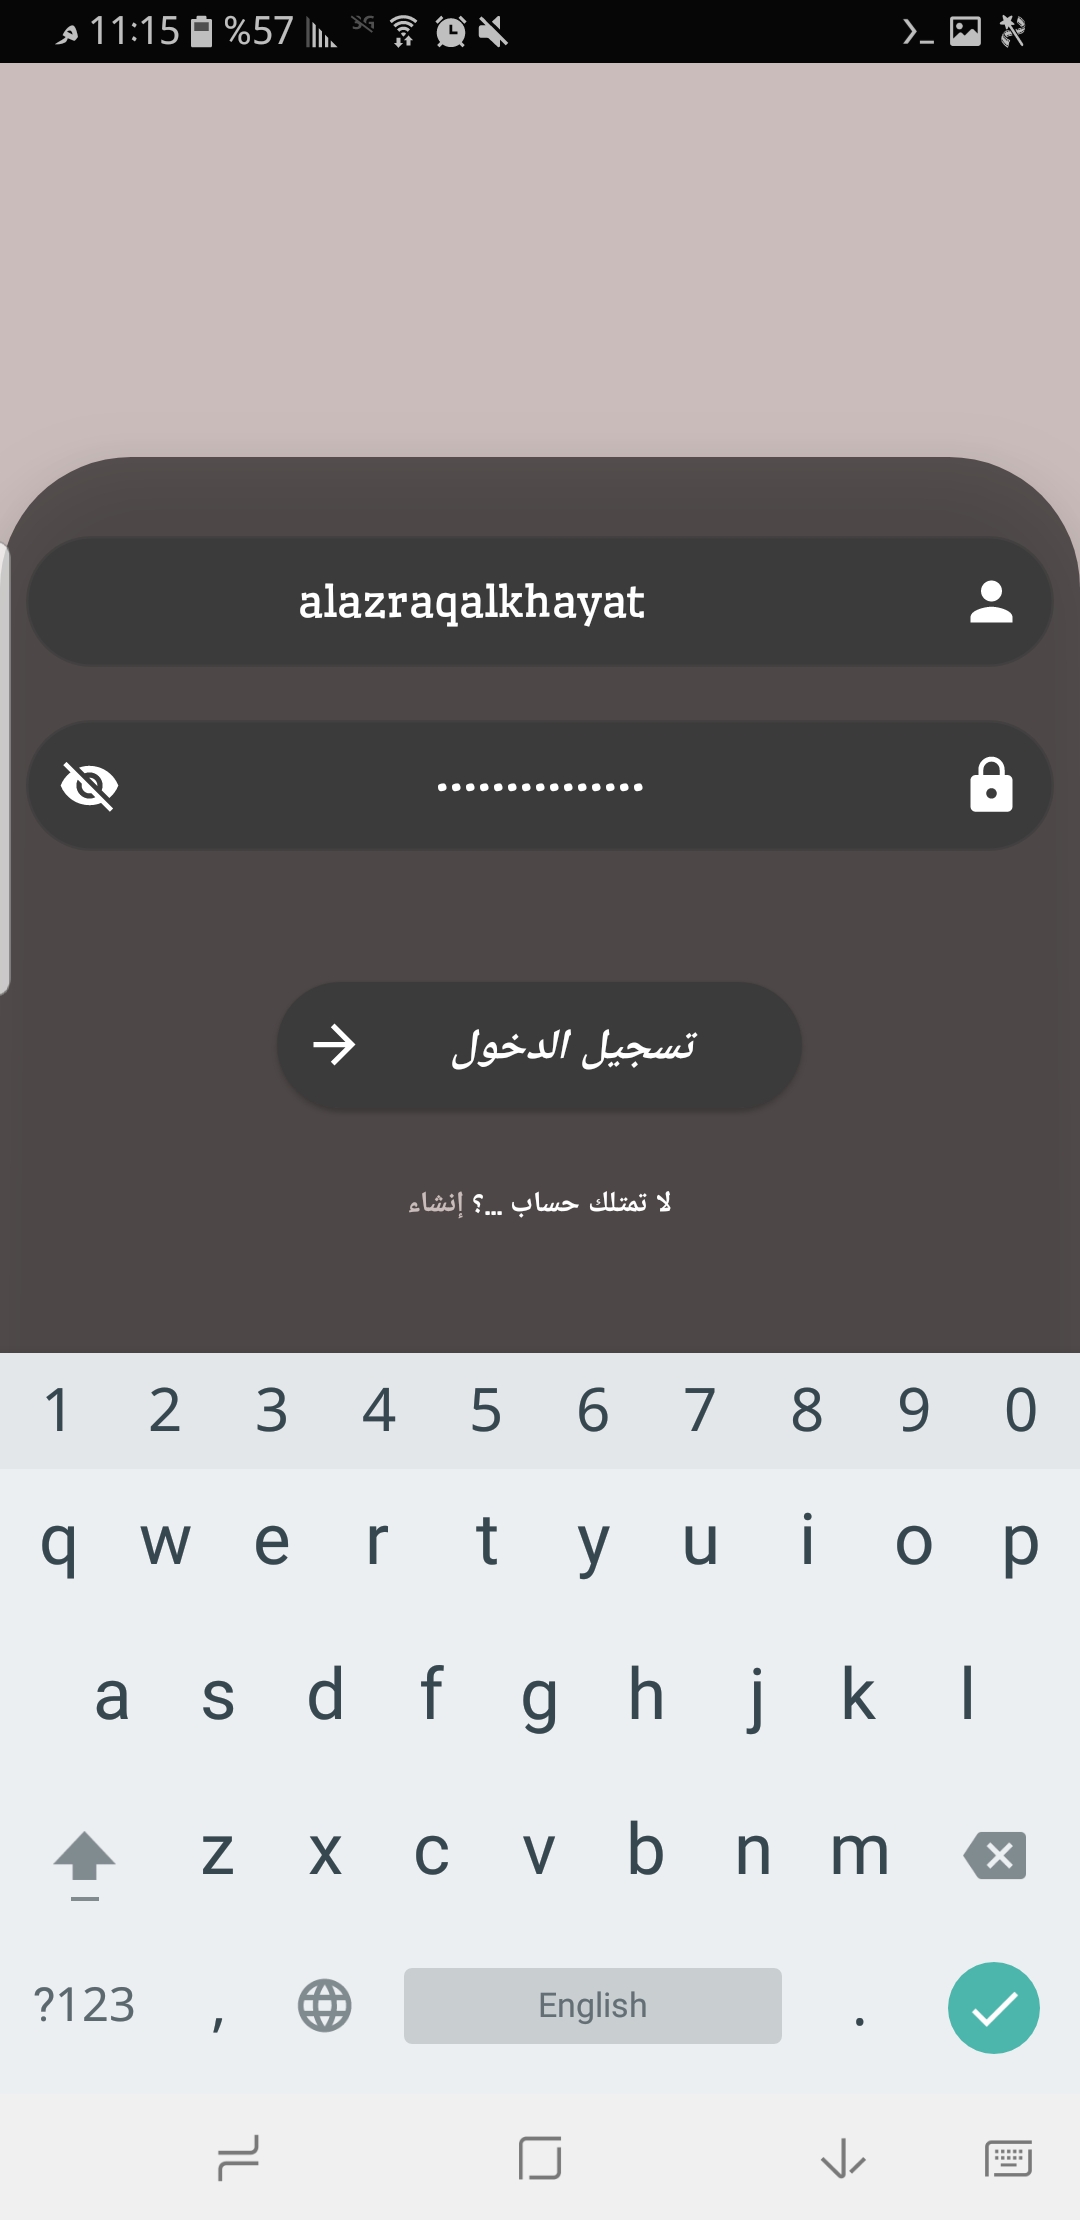 11:15 م %57 3G
alazraqalkhayat
•••••••••••••••
تسجيل الدخول
لا تمتلك حساب ...؟ إنشاء
1 2 3 4 5 6 7 8 9 0
q w e r t y u i o p
a s d f g h j k l
z x c v b n m
?123 , English .